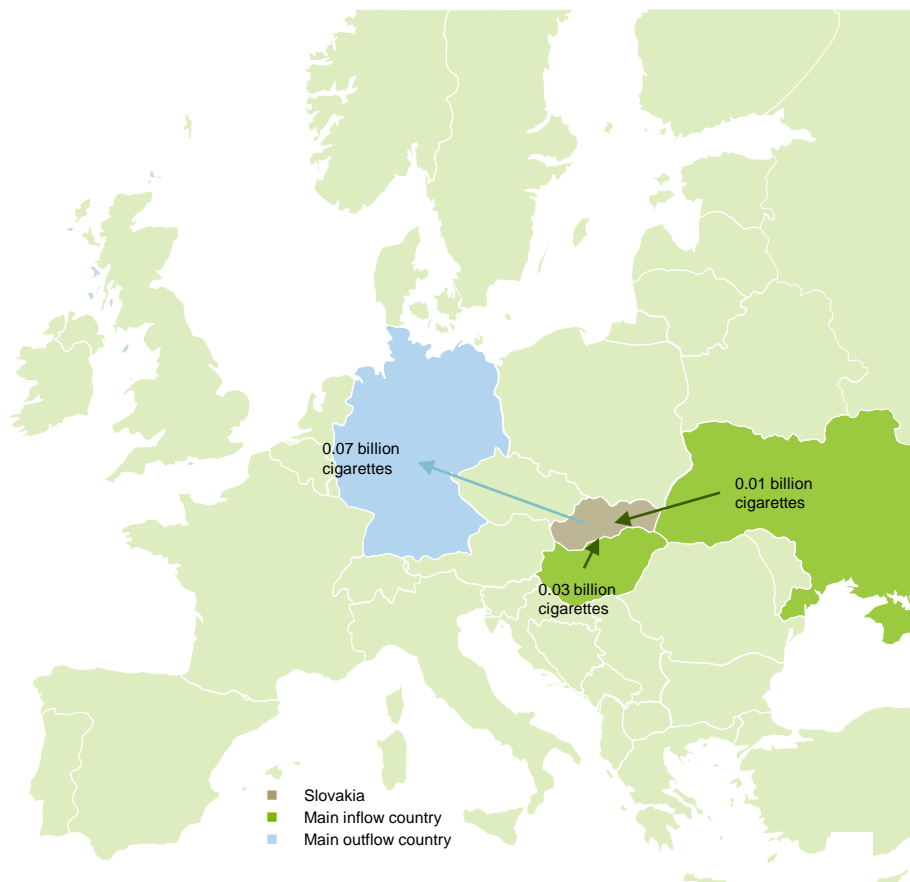 0.07 billion
cigarettes
0.01 billion
cigarettes
0.03 billion
cigarettes
Slovakia
Main inflow country
Main outflow country